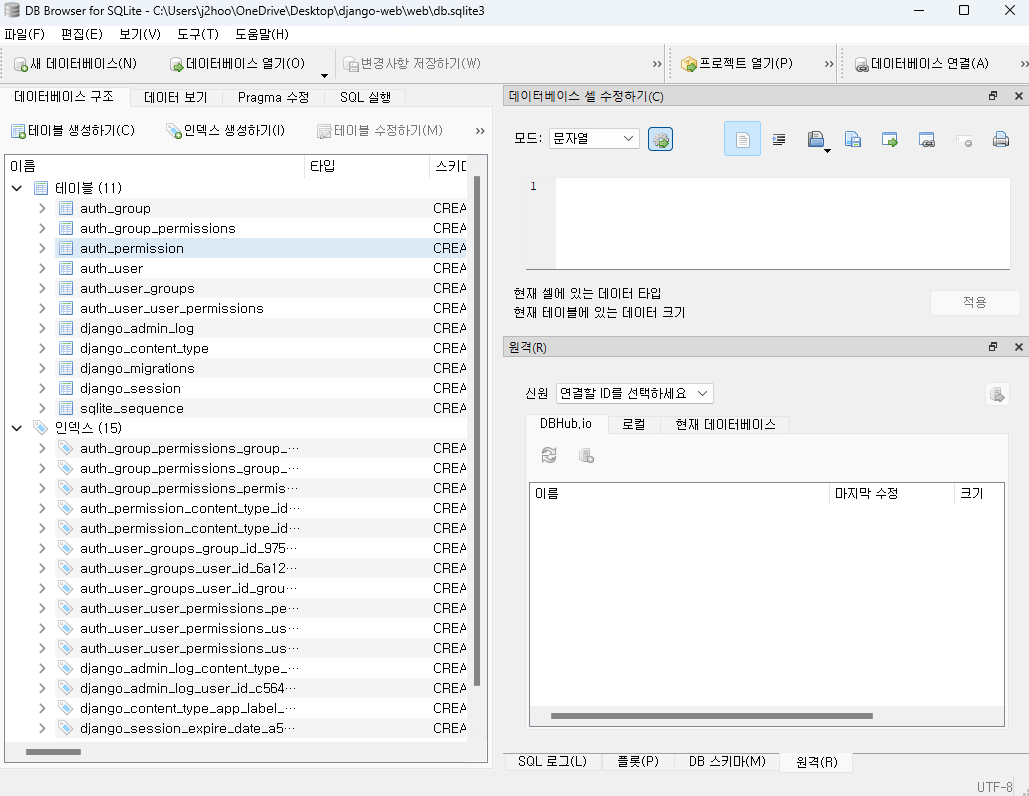 DB Browser for SQLite - C:\Users\j2hoo\OneDrive\Desktop\django-web\web\db.sqlite3
파일(F) 편집(E) 보기(V) 도구(T) 도움말(H)
새 데이터베이스(N) 데이터베이스 열기(O) 변경사항 저장하기(W) » 프로젝트 열기(P) » 데이터베이스 연결(A) »
데이터베이스 구조 데이터 보기 Pragma 수정 SQL 실행
테이블 생성하기(C) 인덱스 생성하기(I) 테이블 수정하기(M) »
이름 타입 스키마
테이블 (11)
auth_group CREA
auth_group_permissions CREA
auth_permission CREA
auth_user CREA
auth_user_groups CREA
auth_user_user_permissions CREA
django_admin_log CREA
django_content_type CREA
django_migrations CREA
django_session CREA
sqlite_sequence CREA
인덱스 (15)
auth_group_permissions_group_··· CREA
auth_group_permissions_group_··· CREA
auth_group_permissions_permis··· CREA
auth_permission_content_type_id··· CREA
auth_permission_content_type_id··· CREA
auth_user_groups_group_id_975··· CREA
auth_user_groups_user_id_6a12··· CREA
auth_user_groups_user_id_grou··· CREA
auth_user_user_permissions_pe··· CREA
auth_user_user_permissions_us··· CREA
auth_user_user_permissions_us··· CREA
django_admin_log_content_type_··· CREA
django_admin_log_user_id_c564··· CREA
django_content_type_app_label_··· CREA
django_session_expire_date_a5··· CREA
데이터베이스 셀 수정하기(C)
모드: 문자열
1
현재 셀에 있는 데이터 타입
현재 테이블에 있는 데이터 크기
적용
원격(R)
신원 연결할 ID를 선택하세요
DBHub.io 로컬 현재 데이터베이스
이름 마지막 수정 크기
SQL 로그(L) 플롯(P) DB 스키마(M) 원격(R)
UTF-8